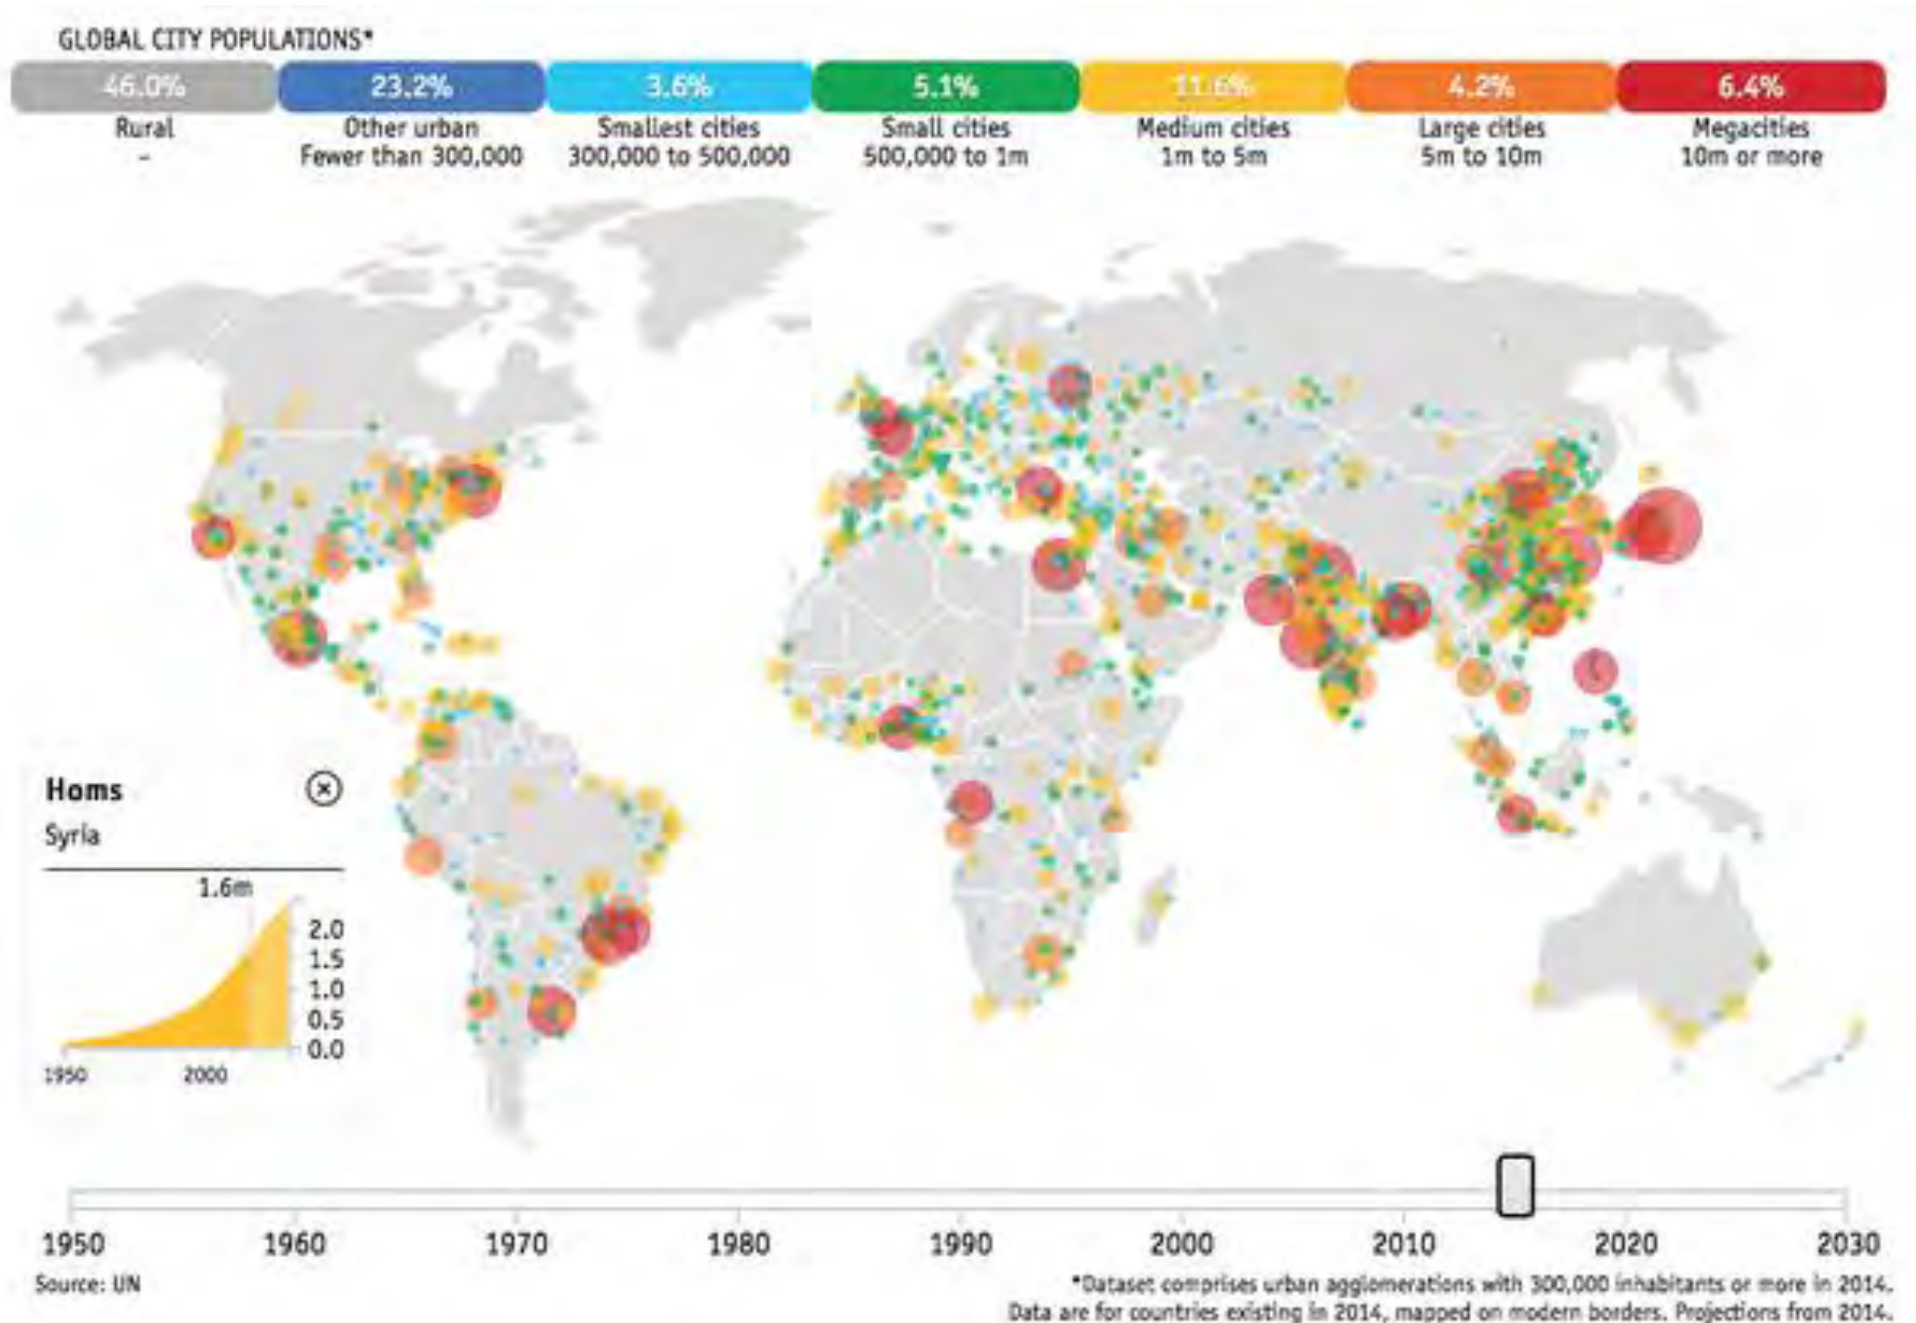 GLOBAL CITY POPULATIONS*
46.0% 23.2% 3.6% 5.1% 11.6% 4.2% 6.4%
Rural Other urban Smallest cities Small cities Medium cities Large cities Megacities
– Fewer than 300,000 300,000 to 500,000 500,000 to 1m 1m to 5m 5m to 10m 10m or more
Homs
Syria
1.6m
2.0
1.5
1.0
0.5
0.0
1950 2000
1950 1960 1970 1980 1990 2000 2010 2020 2030
Source: UN
*Dataset comprises urban agglomerations with 300,000 inhabitants or more in 2014.
Data are for countries existing in 2014, mapped on modern borders. Projections from 2014.